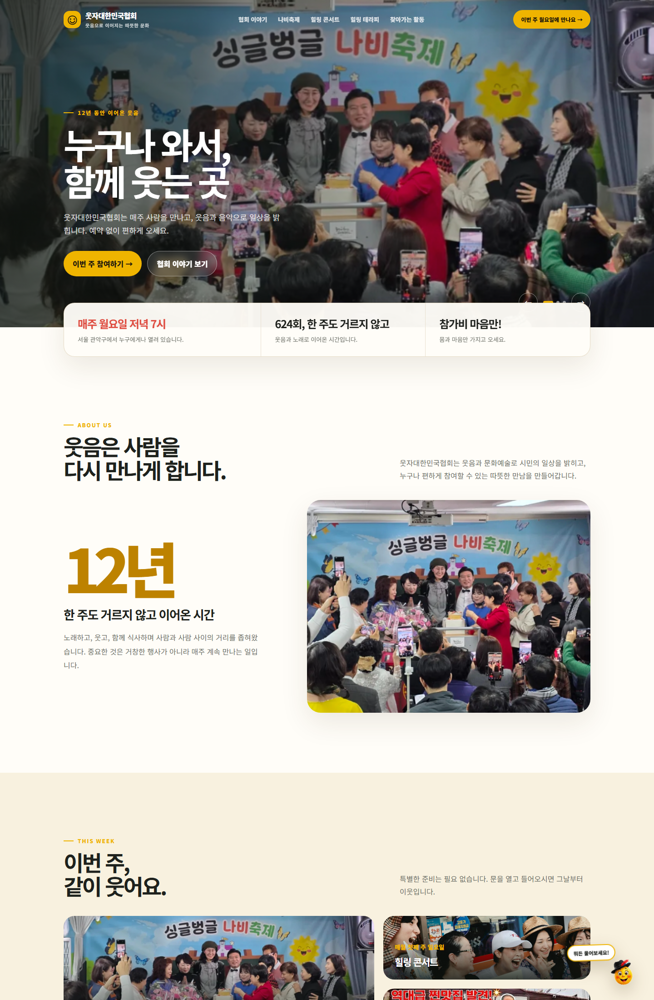 웃자대한민국협회
웃음으로 이어지는 따뜻한 문화
협회 이야기
나비축제
힐링 콘서트
힐링 테라피
찾아가는 활동
이번 주 월요일에 만나요 →
싱글벙글 나비축제
12년 동안 이어온 웃음
누구나 와서,
함께 웃는 곳
웃자대한민국협회는 매주 사람을 만나고, 웃음과 음악으로 일상을 밝
힙니다. 예약 없이 편하게 오세요.
이번 주 참여하기 →
협회 이야기 보기
매주 월요일 저녁 7시
서울 관악구에서 누구에게나 열려 있습니다.
624회, 한 주도 거르지 않고
웃음과 노래로 이어온 시간입니다.
참가비 마음만!
몸과 마음만 가지고 오세요.
ABOUT US
웃음은 사람을
다시 만나게 합니다.
웃자대한민국협회는 웃음과 문화예술로 시민의 일상을 밝히고,
누구나 편하게 참여할 수 있는 따뜻한 만남을 만들어갑니다.
싱글벙글 나비축제
12년
한 주도 거르지 않고 이어온 시간
노래하고, 웃고, 함께 식사하며 사람과 사람 사이의 거리를 좁혀왔
습니다. 중요한 것은 거창한 행사가 아니라 매주 계속 만나는 일입
니다.
THIS WEEK
이번 주,
같이 웃어요.
특별한 준비는 필요 없습니다. 문을 열고 들어오시면 그날부터
이웃입니다.
싱글벙글 나비축제
고유가
피해지원금
매월 첫째 주 일요일
힐링 콘서트
뭐든 물어보세요!
역대급 찐맛집 발견!